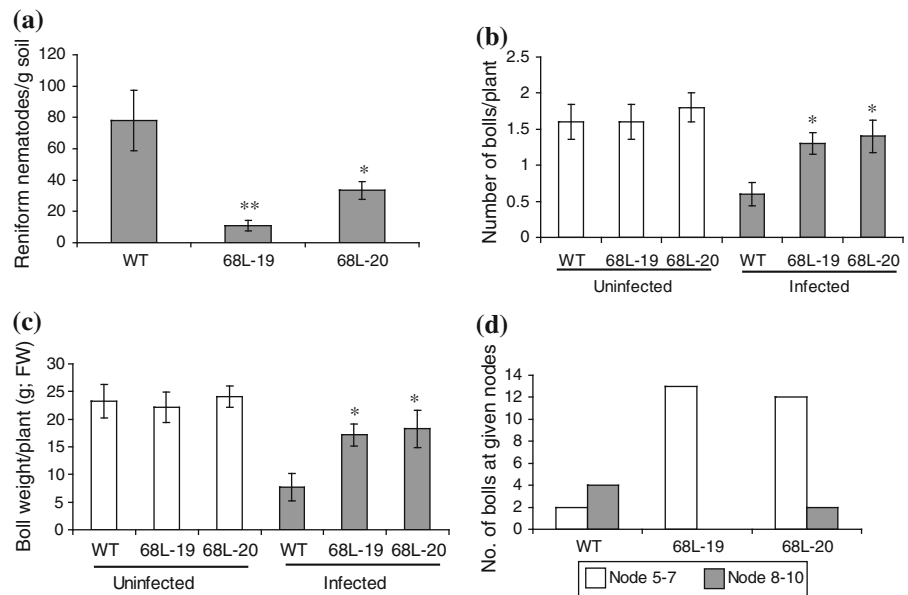 (a)
Reniform nematodes/g soil
120
100
80
60
40
20
0
**
*
WT 68L-19 68L-20
(b)
Number of bolls/plant
2.5
2
1.5
1
0.5
0
* *
WT 68L-19 68L-20 WT 68L-19 68L-20
Uninfected Infected
(c)
Boll weight/plant (g; FW)
30
25
20
15
10
5
0
* *
WT 68L-19 68L-20 WT 68L-19 68L-20
Uninfected Infected
(d)
No. of bolls at given nodes
14
12
10
8
6
4
2
0
WT 68L-19 68L-20
Node 5-7 Node 8-10